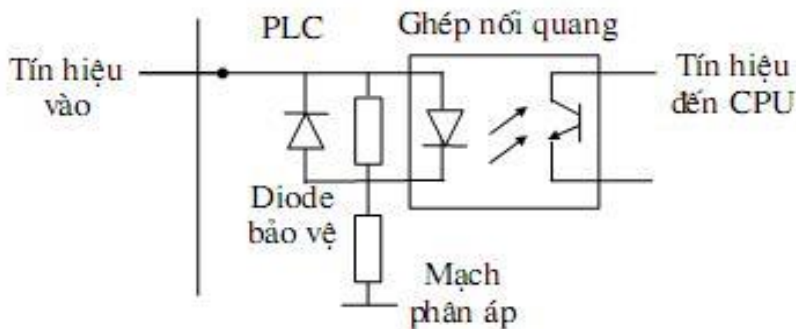 PLC
Ghép nối quang
Tín hiệu
vào
Tín hiệu
đến CPU
Diode
bảo vệ
Mạch
phân áp